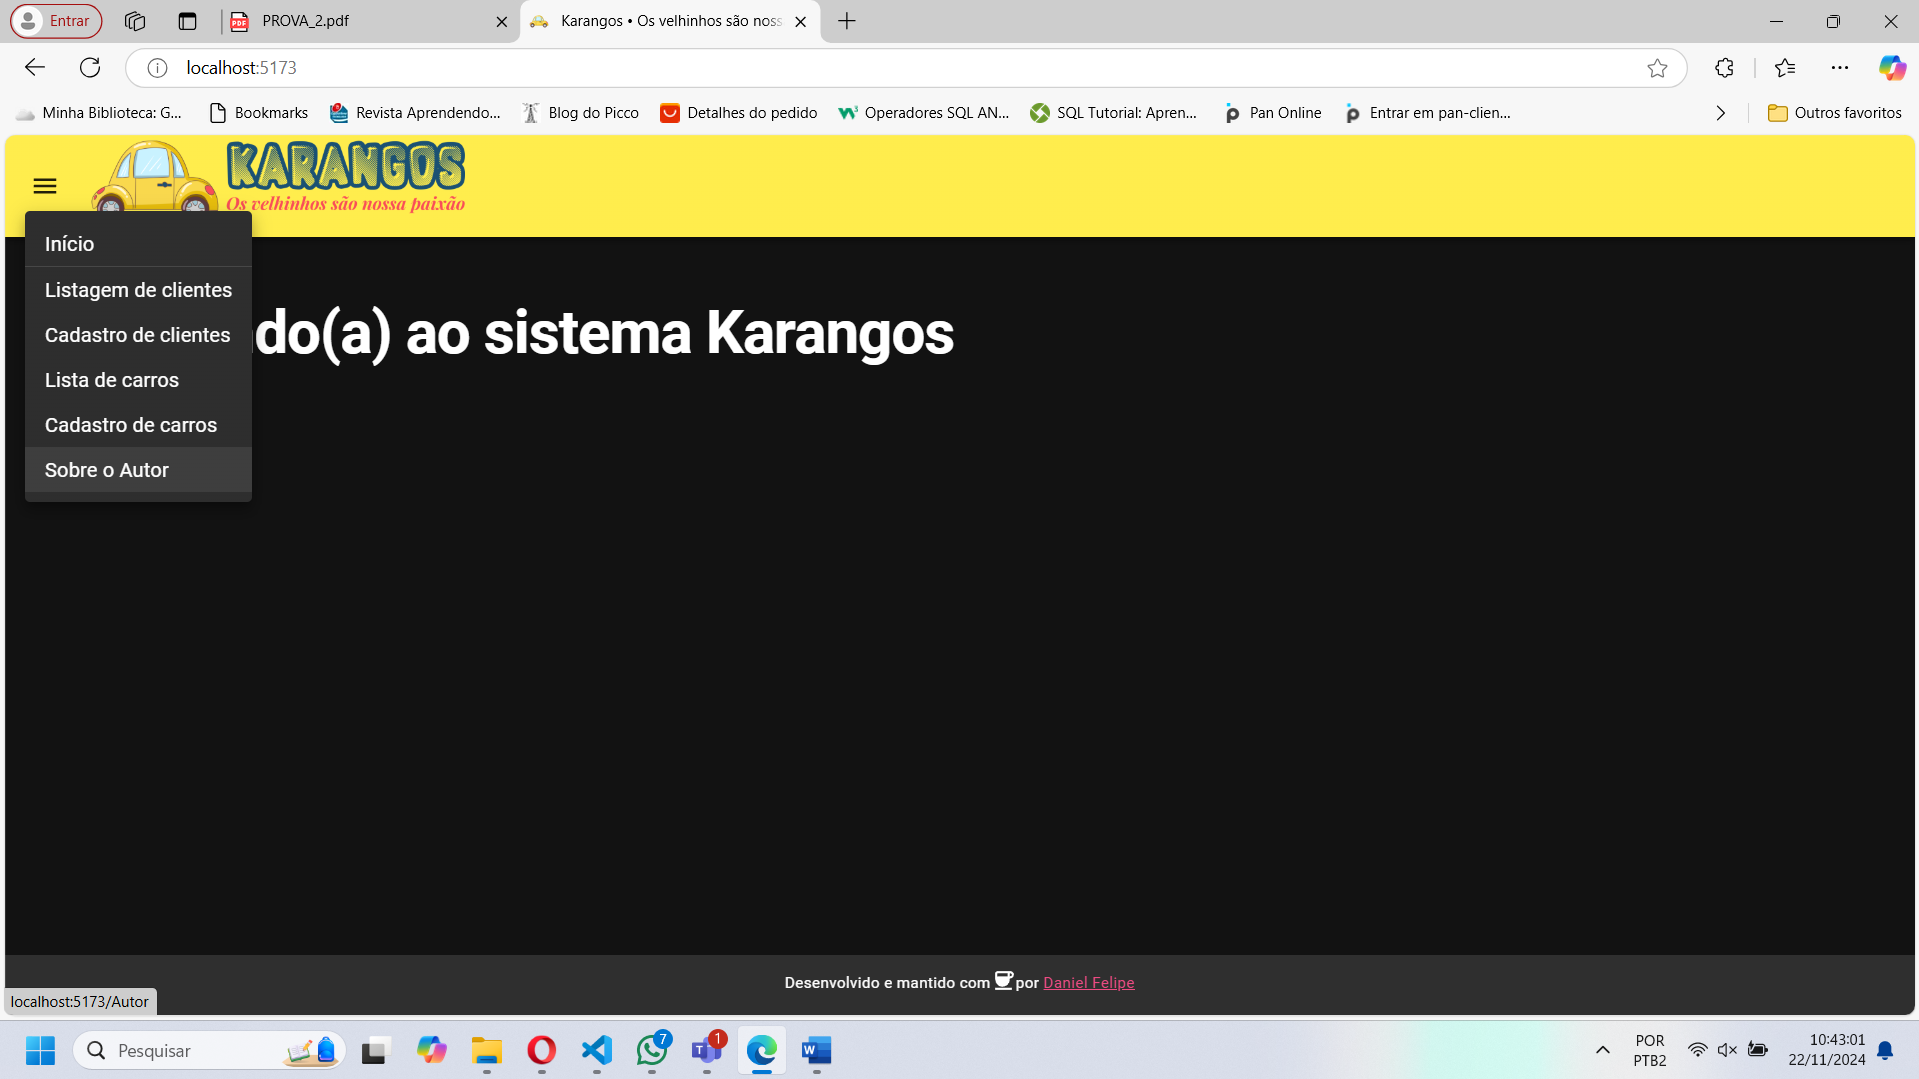 Entrar
PROVA_2.pdf
Karangos • Os velhinhos são noss
localhost:5173
Minha Biblioteca: G...
Bookmarks
Revista Aprendendo...
Blog do Picco
Detalhes do pedido
Operadores SQL AN...
SQL Tutorial: Apren...
Pan Online
Entrar em pan-clien...
Outros favoritos
KARANGOS
Os velhinhos são nossa paixão
Início
Listagem de clientes
Cadastro de clientes
Lista de carros
Cadastro de carros
Sobre o Autor
ndo(a) ao sistema Karangos
Desenvolvido e mantido com por Daniel Felipe
localhost:5173/Autor
Pesquisar
7
1
POR
PTB2
10:43:01
22/11/2024